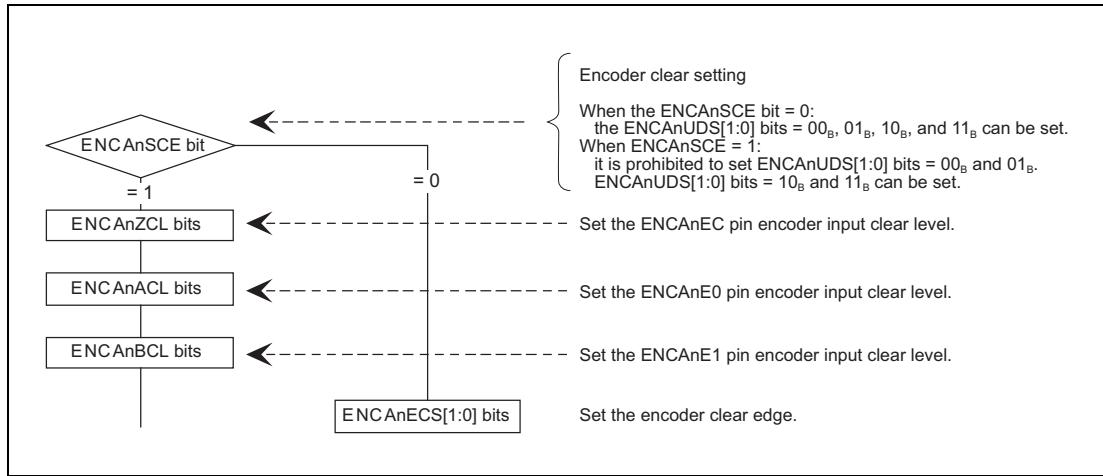 Encoder clear setting
When the ENCAnSCE bit = 0:
the ENCAnUDS[1:0] bits = 00B, 01B, 10B, and 11B can be set.
When ENCAnSCE = 1:
it is prohibited to set ENCAnUDS[1:0] bits = 00B and 01B.
ENCAnUDS[1:0] bits = 10B and 11B can be set.
ENCAnSCE bit
= 0
= 1
ENCAnZCL bits
Set the ENCAnEC pin encoder input clear level.
ENCAnACL bits
Set the ENCAnE0 pin encoder input clear level.
ENCAnBCL bits
Set the ENCAnE1 pin encoder input clear level.
ENCAnECS[1:0] bits
Set the encoder clear edge.